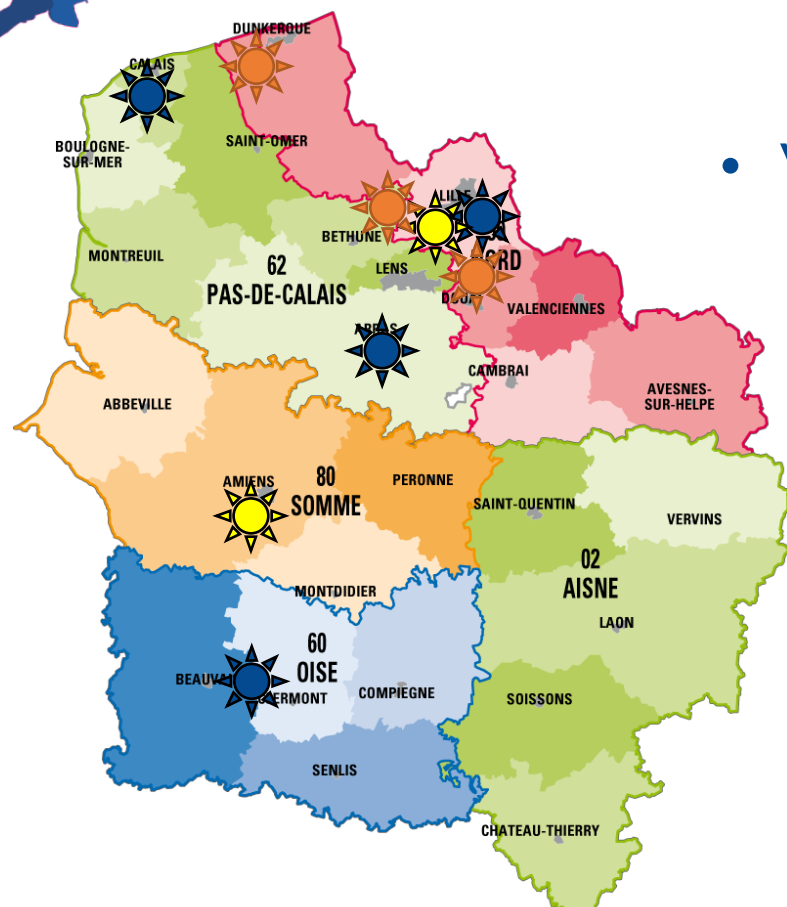 DUNKERQUE
CALAIS
SAINT-OMER
BOULOGNE-
SUR-MER
LILLE
BETHUNE
MONTREUIL
62
PAS-DE-CALAIS
LENS
VALENCIENNES
CAMBRAI
AVESNES-
SUR-HELPE
ABBEVILLE
AMIENS
80
SOMME
PERONNE
SAINT-QUENTIN
VERVINS
02
AISNE
MONTDIDIER
LAON
60
OISE
COMPIEGNE
SOISSONS
SENLIS
CHATEAU-THIERRY